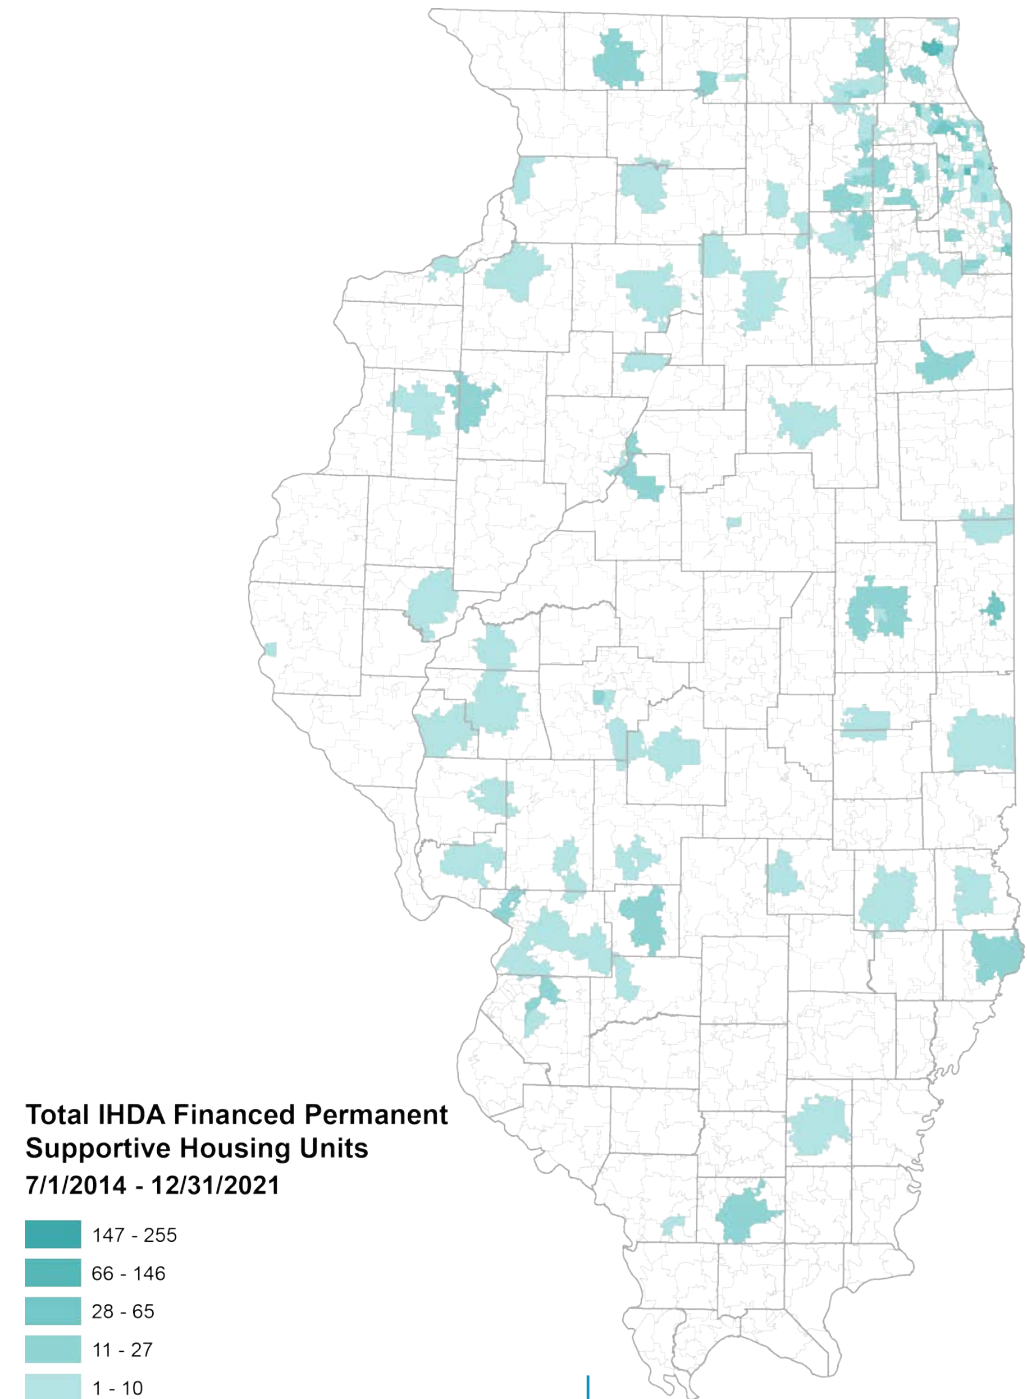 Total IHDA Financed Permanent
Supportive Housing Units
7/1/2014 - 12/31/2021
147 - 255
66 - 146
28 - 65
11 - 27
1 - 10